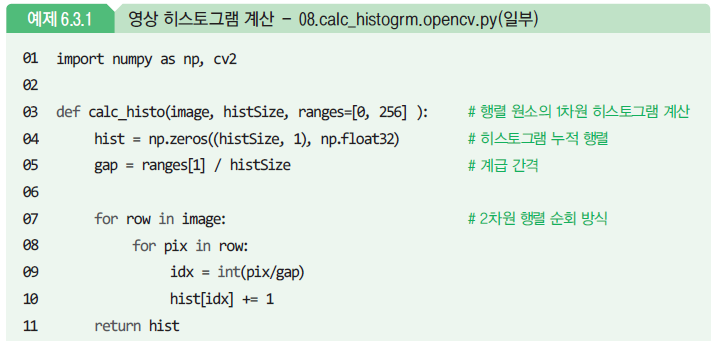 예제 6.3.1 영상 히스토그램 계산 - 08.calc_histogrm.opencv.py(일부)
01 import numpy as np, cv2
02
03 def calc_histo(image, histSize, ranges=[0, 256] ): # 행렬 원소의 1차원 히스토그램 계산
04 hist = np.zeros((histSize, 1), np.float32) # 히스토그램 누적 행렬
05 gap = ranges[1] / histSize # 계급 간격
06
07 for row in image: # 2차원 행렬 순회 방식
08 for pix in row:
09 idx = int(pix/gap)
10 hist[idx] += 1
11 return hist